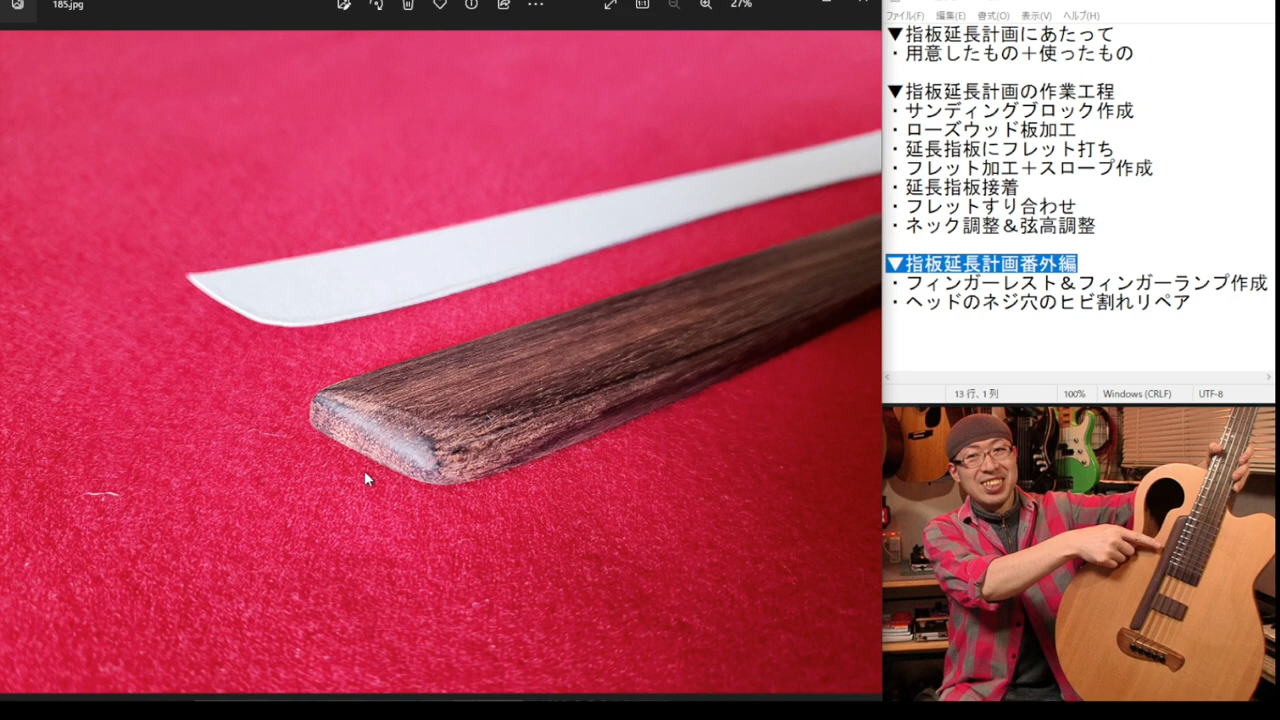 185.jpg
27%
ファイル(F) 編集(E) 書式(O) 表示(V) ヘルプ(H)
▼指板延長計画にあたって
・用意したもの＋使ったもの
▼指板延長計画の作業工程
・サンディングブロック作成
・ローズウッド板加工
・延長指板にフレット打ち
・フレット加工＋スロープ作成
・延長指板接着
・フレットすり合わせ
・ネック調整＆弦高調整
▼指板延長計画番外編
・フィンガーレスト＆フィンガーランプ作成
・ヘッドのネジ穴のヒビ割れリペア
13 行、1 列 100% Windows (CRLF) UTF-8